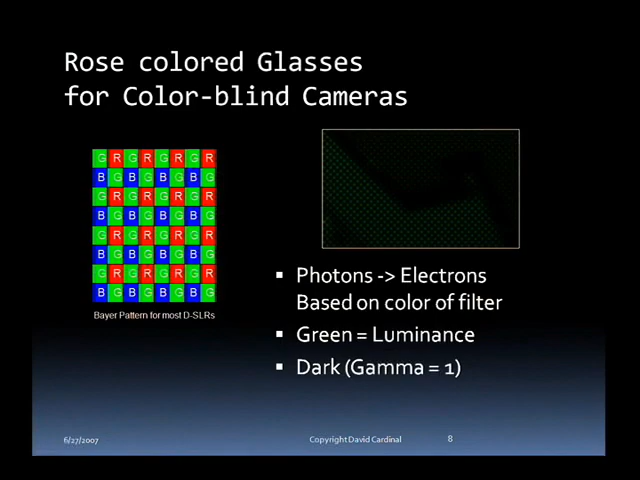 Rose colored Glasses
for Color-blind Cameras
G R G R G R G R
B G B G B G B G
G R G R G R G R
B G B G B G B G
G R G R G R G R
B G B G B G B G
G R G R G R G R
B G B G B G B G
Bayer Pattern for most D-SLRs
▪ Photons -> Electrons
Based on color of filter
▪ Green = Luminance
▪ Dark (Gamma = 1)
6/27/2007
Copyright David Cardinal
8